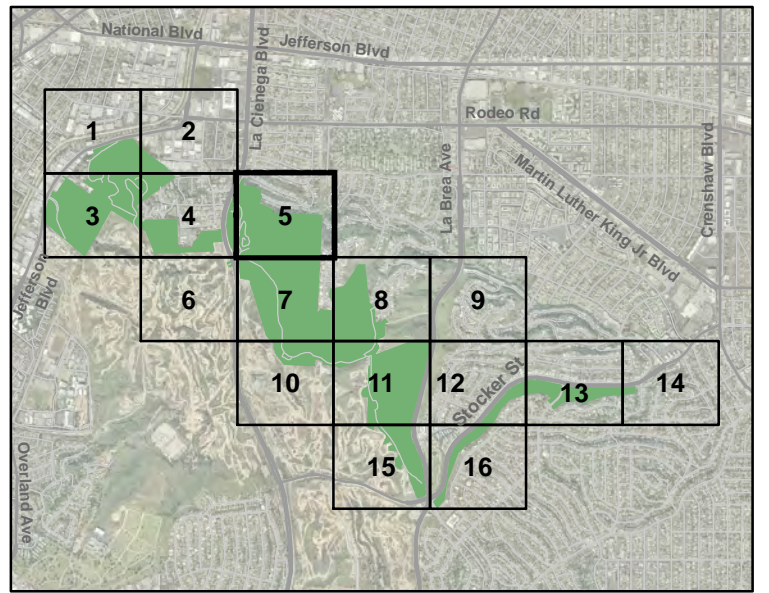 National Blvd
La Cienega Blvd
Jefferson Blvd
Rodeo Rd
La Brea Ave
Martin Luther King Jr Blvd
Crenshaw Blvd
1
2
3
4
5
Jefferson
Blvd
6
7
8
9
10
11
12
Stocker St
13
14
Overland Ave
15
16